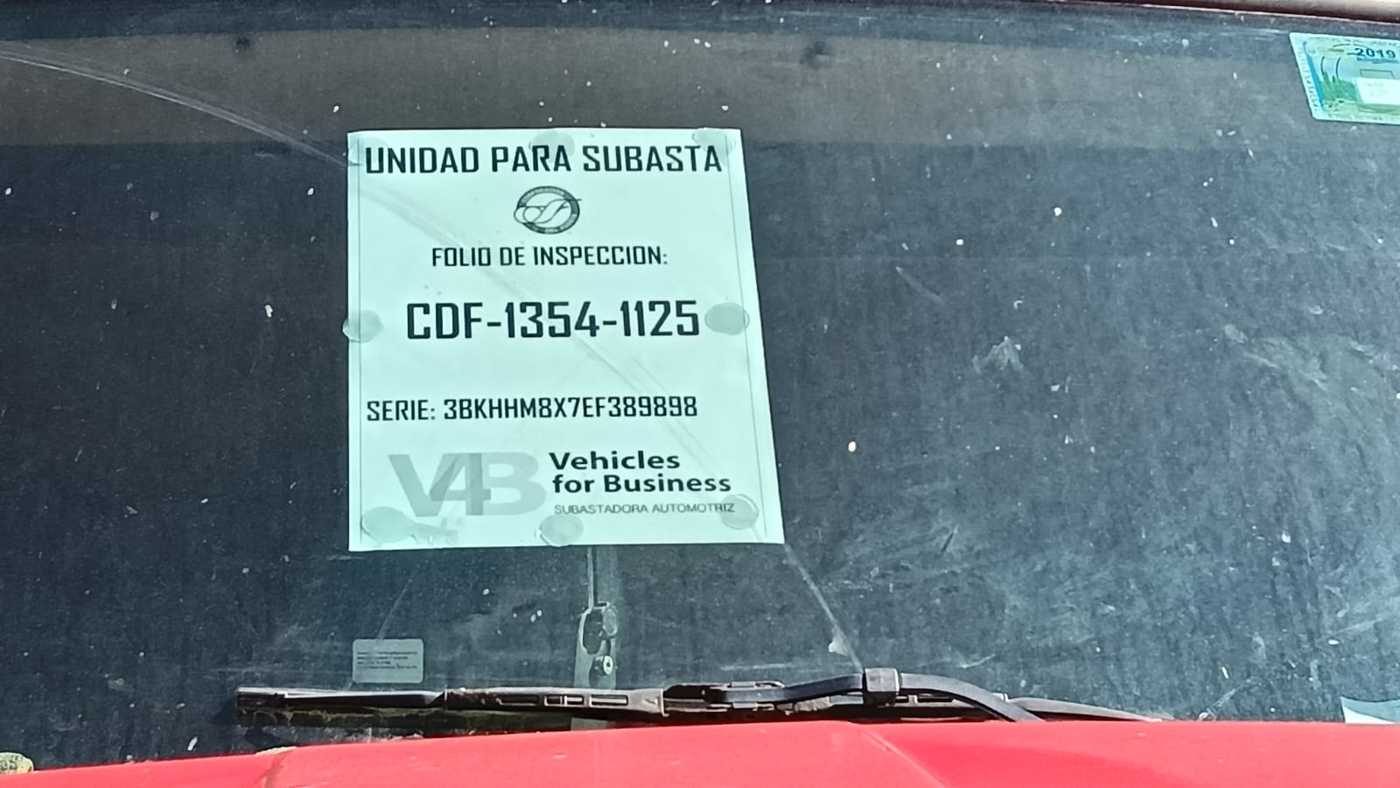 UNIDAD PARA SUBASTA
FOLIO DE INSPECCION:
CDF-1354-1125
SERIE: 3BKHHM8X7EF389898
V4B Vehicles
for Business
SUBASTADORA AUTOMOTRIZ
2019